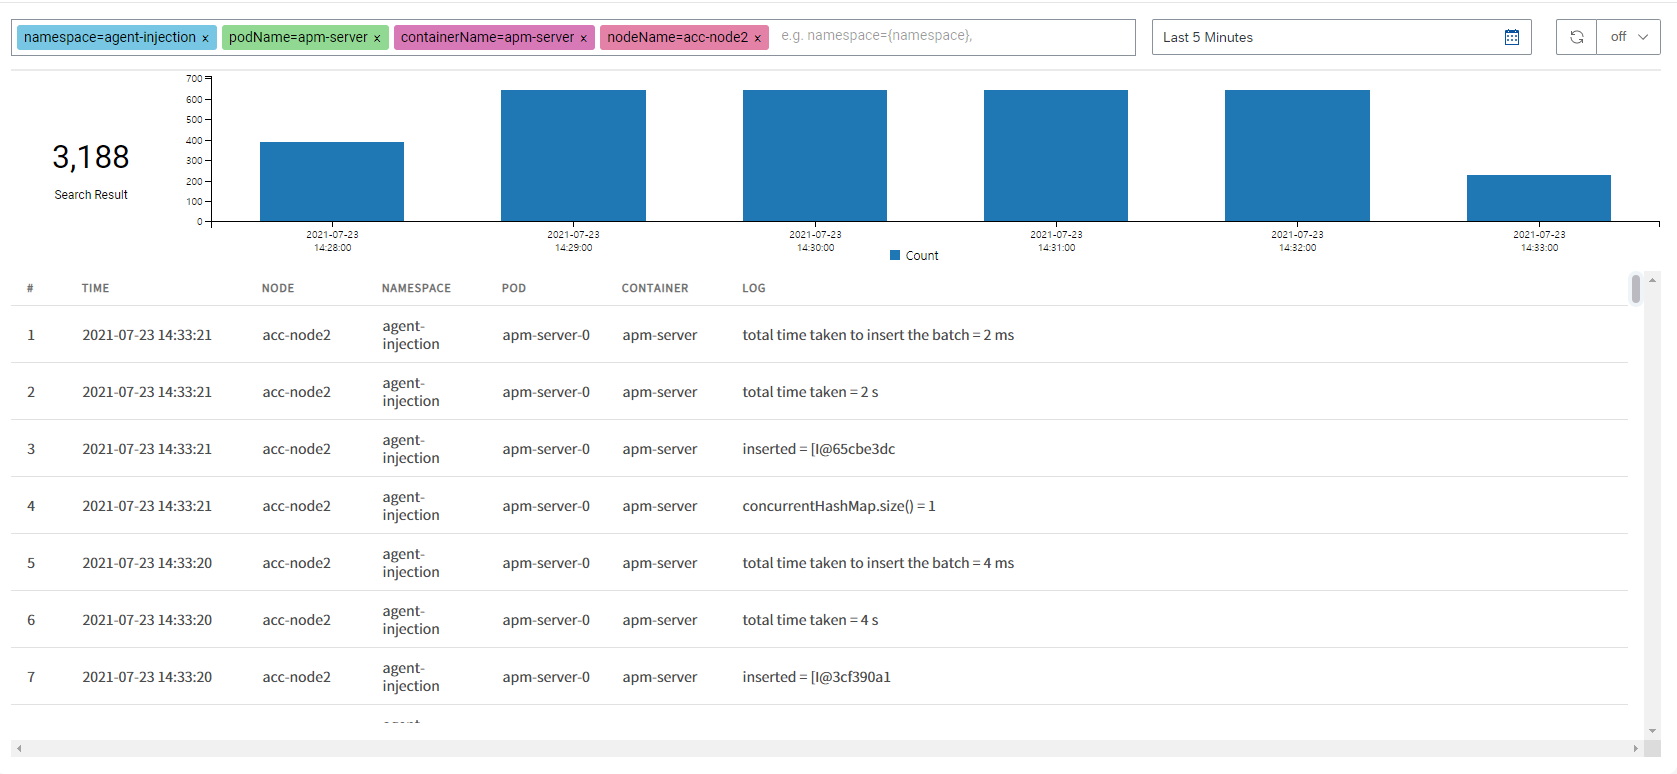 namespace=agent-injection × podName=apm-server × containerName=apm-server × nodeName=acc-node2 × e.g. namespace={namespace}, Last 5 Minutes off
3,188
Search Result
700
600
500
400
300
200
100
0
2021-07-23 14:28:00
2021-07-23 14:29:00
2021-07-23 14:30:00
2021-07-23 14:31:00
2021-07-23 14:32:00
2021-07-23 14:33:00
Count
# TIME NODE NAMESPACE POD CONTAINER LOG
1 2021-07-23 14:33:21 acc-node2 agent-injection apm-server-0 apm-server total time taken to insert the batch = 2 ms
2 2021-07-23 14:33:21 acc-node2 agent-injection apm-server-0 apm-server total time taken = 2 s
3 2021-07-23 14:33:21 acc-node2 agent-injection apm-server-0 apm-server inserted = [I@65cbe3dc
4 2021-07-23 14:33:21 acc-node2 agent-injection apm-server-0 apm-server concurrentHashMap.size() = 1
5 2021-07-23 14:33:20 acc-node2 agent-injection apm-server-0 apm-server total time taken to insert the batch = 4 ms
6 2021-07-23 14:33:20 acc-node2 agent-injection apm-server-0 apm-server total time taken = 4 s
7 2021-07-23 14:33:20 acc-node2 agent-injection apm-server-0 apm-server inserted = [I@3cf390a1